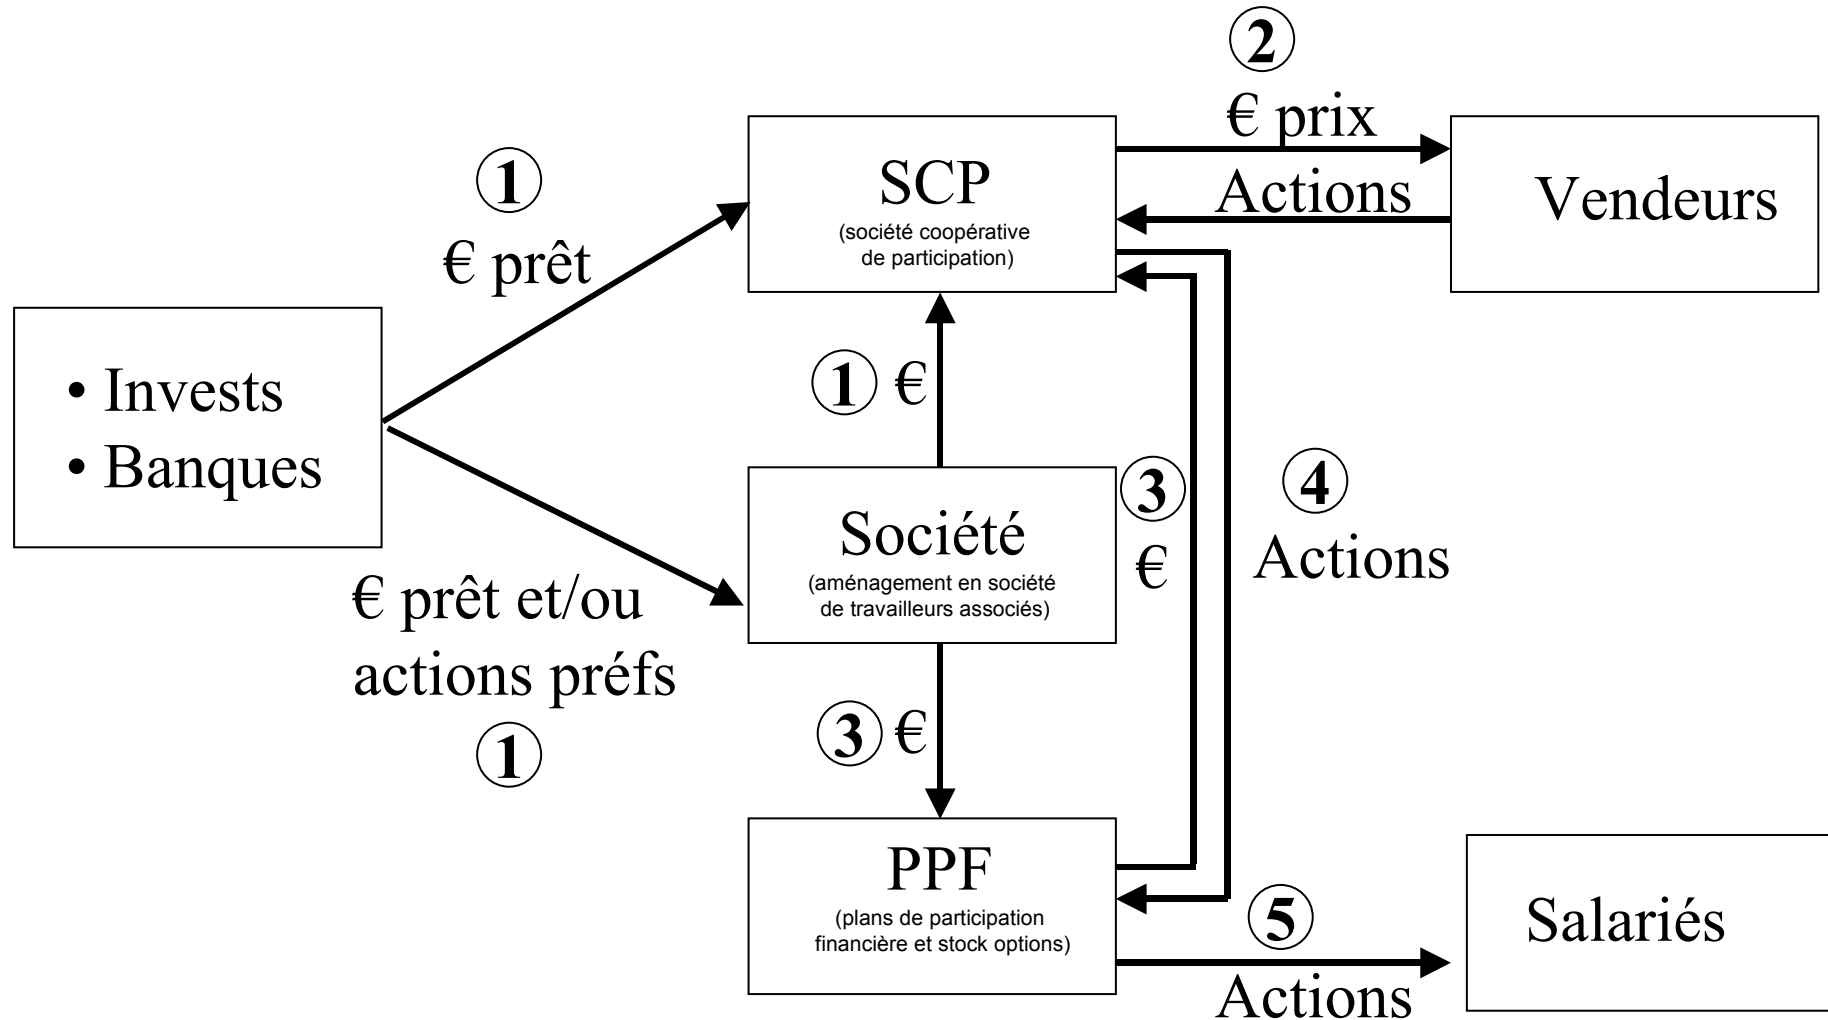 ②
€ prix
Actions
SCP
(société coopérative
de participation)
Vendeurs
①
€ prêt
• Invests
• Banques
① €
Société
(aménagement en société
de travailleurs associés)
③
€
④
Actions
€ prêt et/ou
actions préfs
①
③ €
PPF
(plans de participation
financière et stock options)
⑤
Actions
Salariés